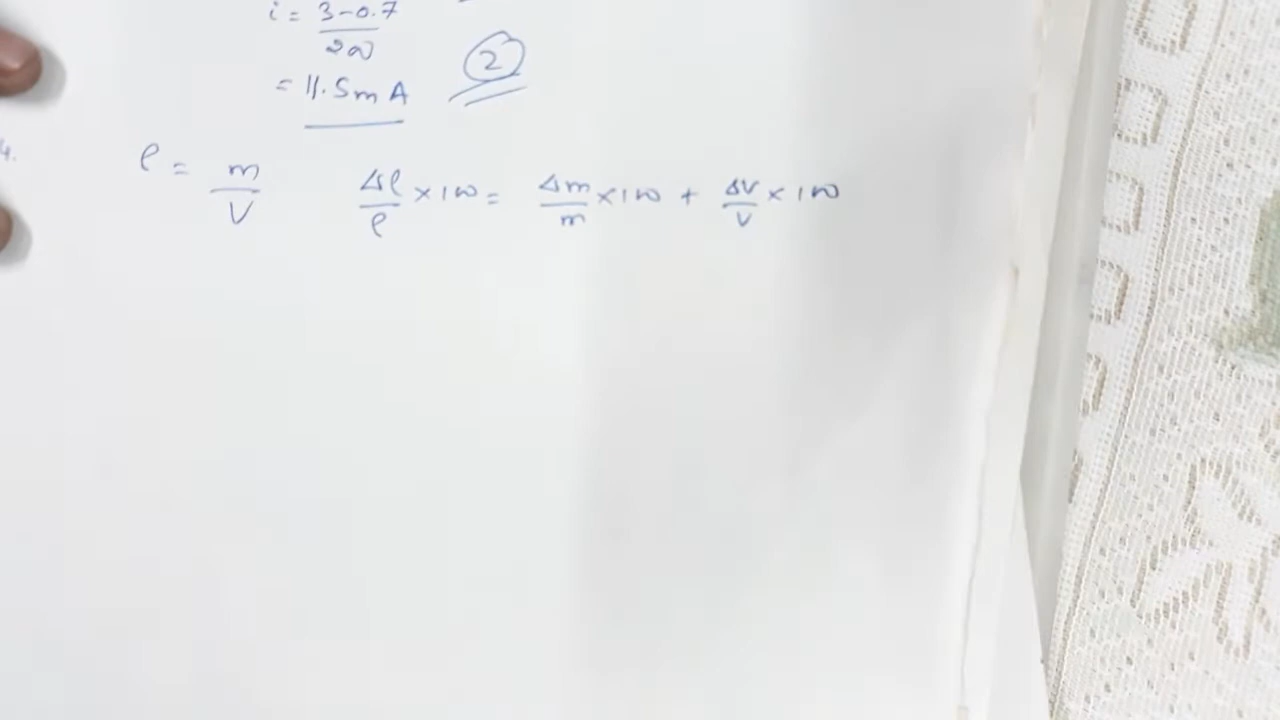 i = 3-0.7 / 200
= 11.5mA
2
4.
ρ = m / V
Δρ/ρ ×100 = Δm/m ×100 + ΔV/V ×100